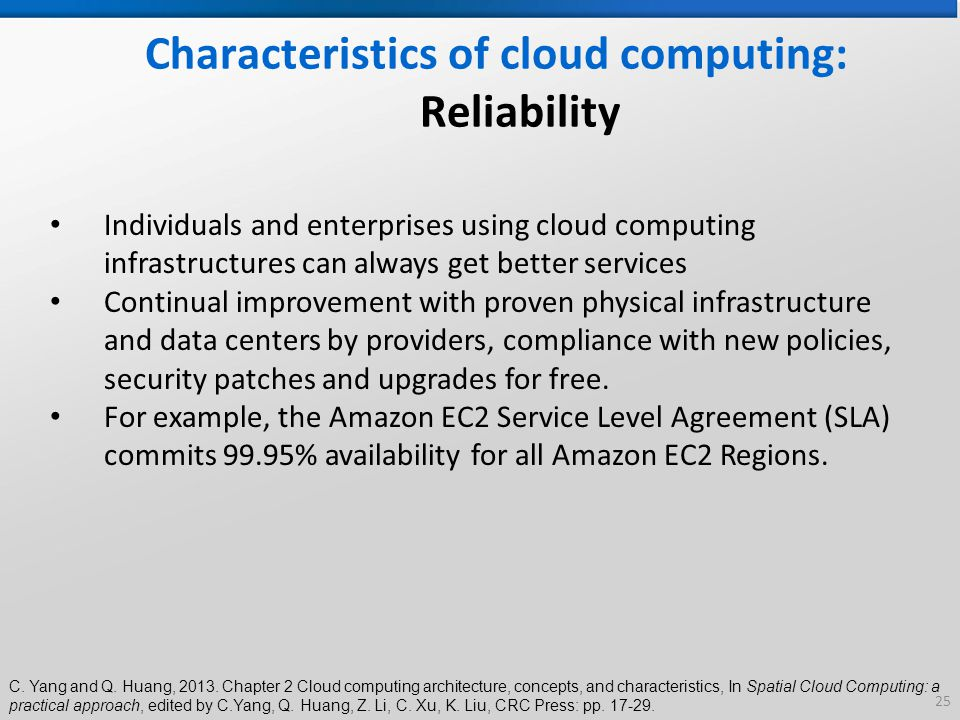 Characteristics of cloud computing:
Reliability
• Individuals and enterprises using cloud computing
infrastructures can always get better services
• Continual improvement with proven physical infrastructure
and data centers by providers, compliance with new policies,
security patches and upgrades for free.
• For example, the Amazon EC2 Service Level Agreement (SLA)
commits 99.95% availability for all Amazon EC2 Regions.
C. Yang and Q. Huang, 2013. Chapter 2 Cloud computing architecture, concepts, and characteristics, In Spatial Cloud Computing: a
practical approach, edited by C.Yang, Q. Huang, Z. Li, C. Xu, K. Liu, CRC Press: pp. 17-29.
25